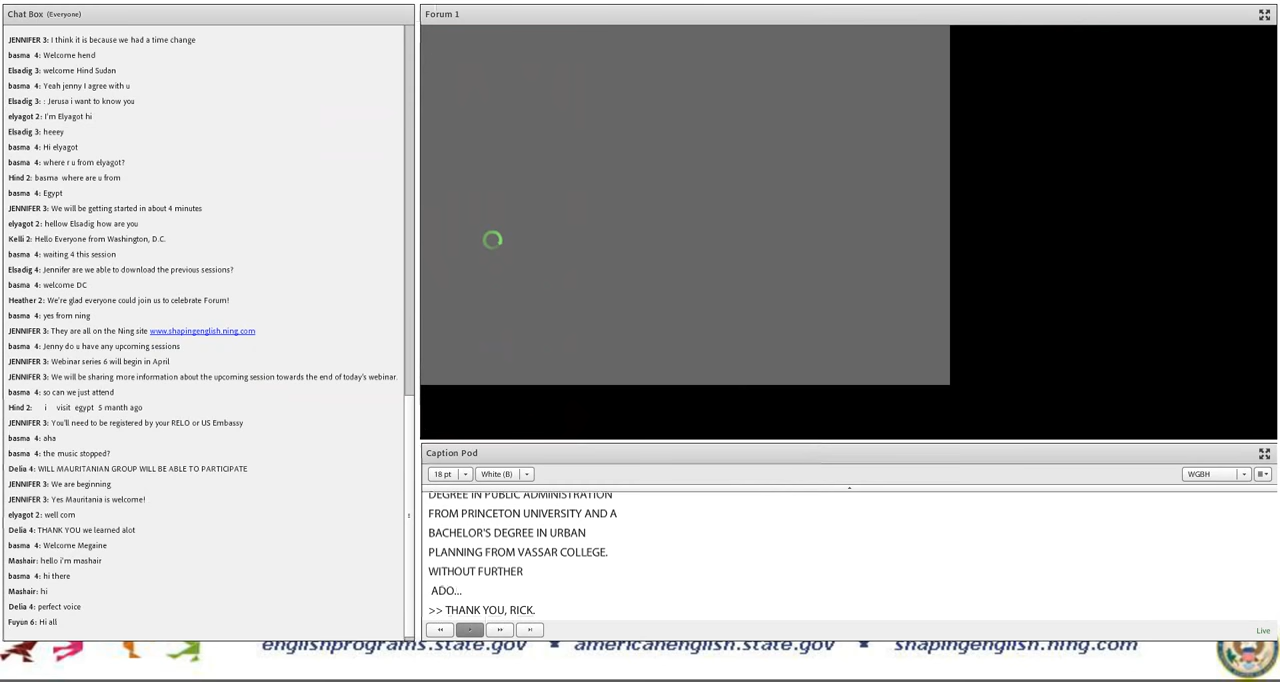 Chat Box (Everyone)
JENNIFER 3: I think it is because we had a time change
basma 4: Welcome hend
Elsadig 3: welcome Hind Sudan
basma 4: Yeah jenny I agree with u
Elsadig 3: : Jerusa i want to know you
elyagot 2: I'm Elyagot hi
Elsadig 3: heeey
basma 4: Hi elyagot
basma 4: where r u from elyagot?
Hind 2: basma where are u from
basma 4: Egypt
JENNIFER 3: We will be getting started in about 4 minutes
elyagot 2: hellow Elsadig how are you
Kelli 2: Hello Everyone from Washington, D.C.
basma 4: waiting 4 this session
Elsadig 4: Jennifer are we able to download the previous sessions?
basma 4: welcome DC
Heather 2: We're glad everyone could join us to celebrate Forum!
basma 4: yes from ning
JENNIFER 3: They are all on the Ning site www.shapingenglish.ning.com
basma 4: Jenny do u have any upcoming sessions
JENNIFER 3: Webinar series 6 will begin in April
JENNIFER 3: We will be sharing more information about the upcoming session towards the end of today's webinar.
basma 4: so can we just attend
Hind 2: i visit egypt 5 manth ago
JENNIFER 3: You'll need to be registered by your RELO or US Embassy
basma 4: aha
basma 4: the music stopped?
Delia 4: WILL MAURITANIAN GROUP WILL BE ABLE TO PARTICIPATE
JENNIFER 3: We are beginning
JENNIFER 3: Yes Mauritania is welcome!
elyagot 2: well com
Delia 4: THANK YOU we learned alot
basma 4: Welcome Megaine
Mashair: hello i'm mashair
basma 4: hi there
Mashair: hi
Delia 4: perfect voice
Fuyun 6: Hi all
Forum 1
Caption Pod
18 pt
White (B)
WGBH
DEGREE IN PUBLIC ADMINISTRATION
FROM PRINCETON UNIVERSITY AND A
BACHELOR'S DEGREE IN URBAN
PLANNING FROM VASSAR COLLEGE.
WITHOUT FURTHER
ADO...
>> THANK YOU, RICK.
Live
englishprograms.state.gov americanenglish.state.gov shapingenglish.ning.com